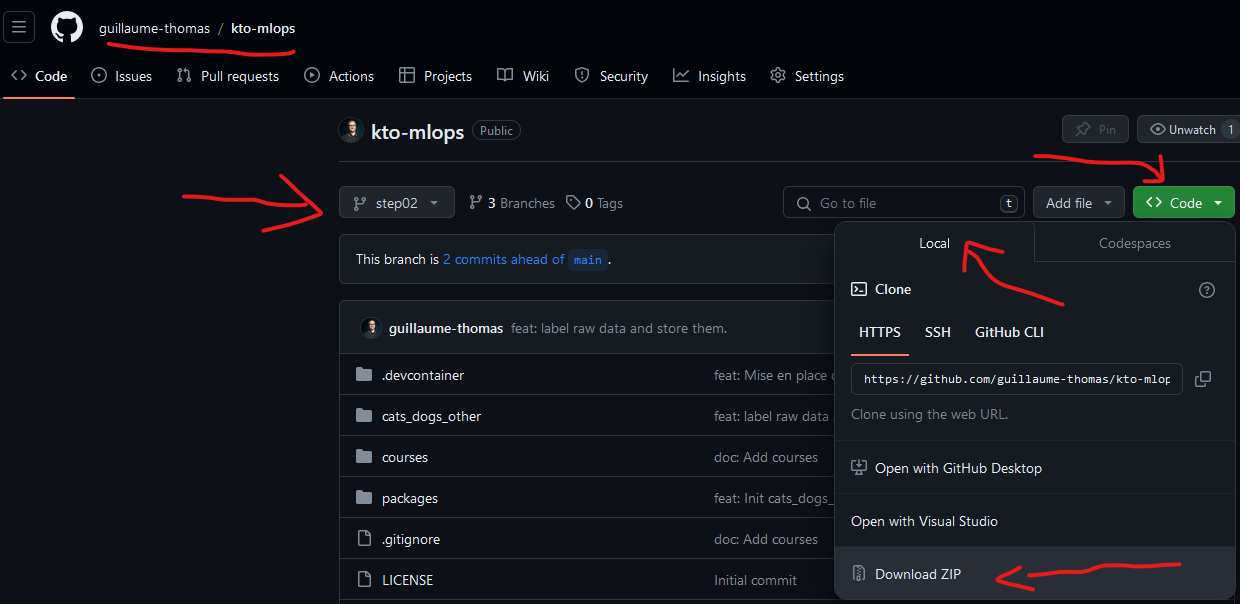 guillaume-thomas / kto-mlops
Code Issues Pull requests Actions Projects Wiki Security Insights Settings
kto-mlops Public
Pin Unwatch 1
step02 3 Branches 0 Tags
Go to file t Add file Code
This branch is 2 commits ahead of main .
guillaume-thomas feat: label raw data and store them.
.devcontainer feat: Mise en place
cats_dogs_other feat: label raw data
courses doc: Add courses
packages feat: Init cats_dogs_
.gitignore doc: Add courses
LICENSE Initial commit
Local Codespaces
Clone
HTTPS SSH GitHub CLI
https://github.com/guillaume-thomas/kto-mlop
Clone using the web URL.
Open with GitHub Desktop
Open with Visual Studio
Download ZIP